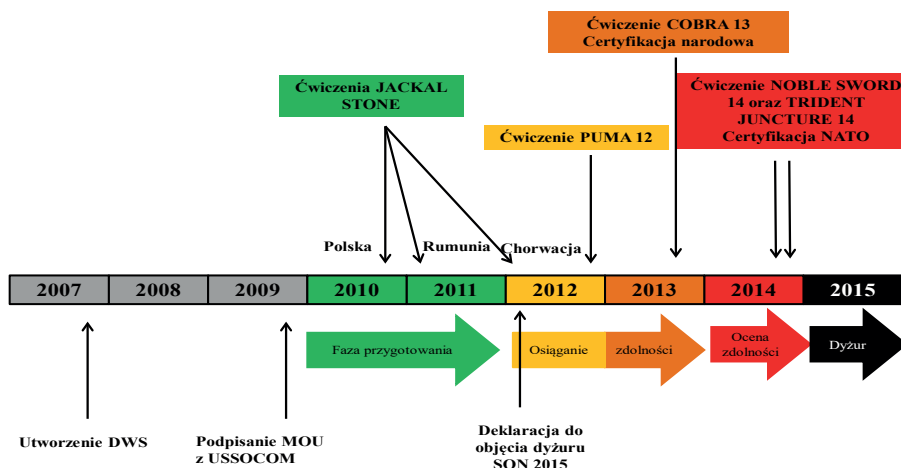 Ćwiczenie COBRA 13
Certyfikacja narodowa
Ćwiczenia JACKAL
STONE
Ćwiczenie NOBLE SWORD
14 oraz TRIDENT
JUNCTURE 14
Certyfikacja NATO
Ćwiczenie PUMA 12
Polska
Rumunia
Chorwacja
2007
2008
2009
2010
2011
2012
2013
2014
2015
Faza przygotowania
Osiąganie
zdolności
Ocena
zdolności
Dyżur
Utworzenie DWS
Podpisanie MOU
z USSOCOM
Deklaracja do
objęcia dyżuru
SON 2015